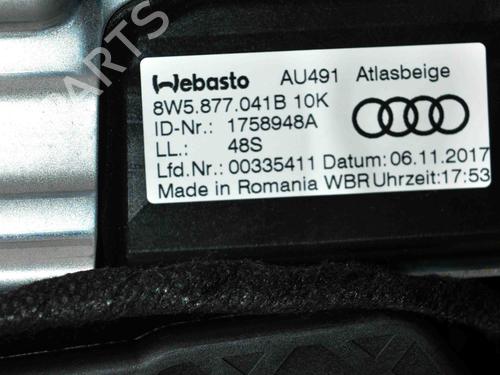 PARTS
Webasto AU491 Atlasbeige
8W5.877.041B 10K
ID-Nr.: 1758948A
LL.: 48S
Lfd.Nr.: 00335411 Datum: 06.11.2017
Made in Romania WBR Uhrzeit:17:53